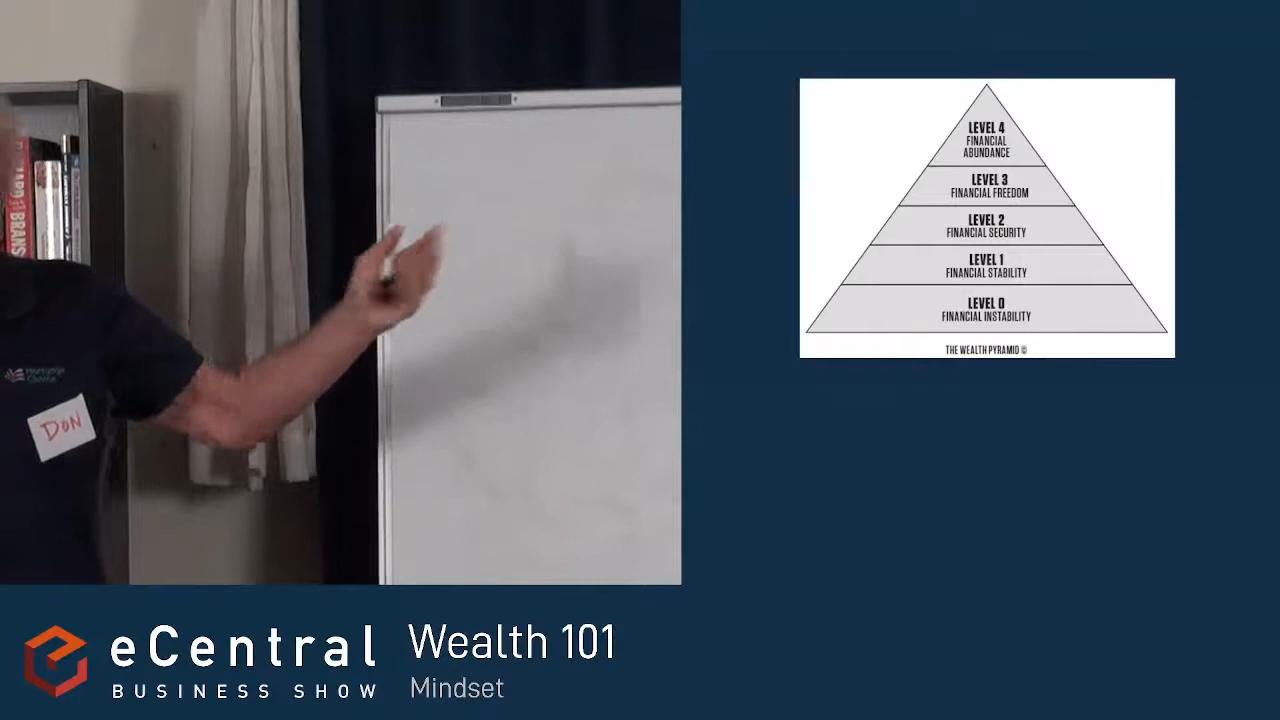 BRANS
DON
LEVEL 4
FINANCIAL
ABUNDANCE
LEVEL 3
FINANCIAL FREEDOM
LEVEL 2
FINANCIAL SECURITY
LEVEL 1
FINANCIAL STABILITY
LEVEL 0
FINANCIAL INSTABILITY
THE WEALTH PYRAMID ©
eCentral
BUSINESS SHOW
Wealth 101
Mindset